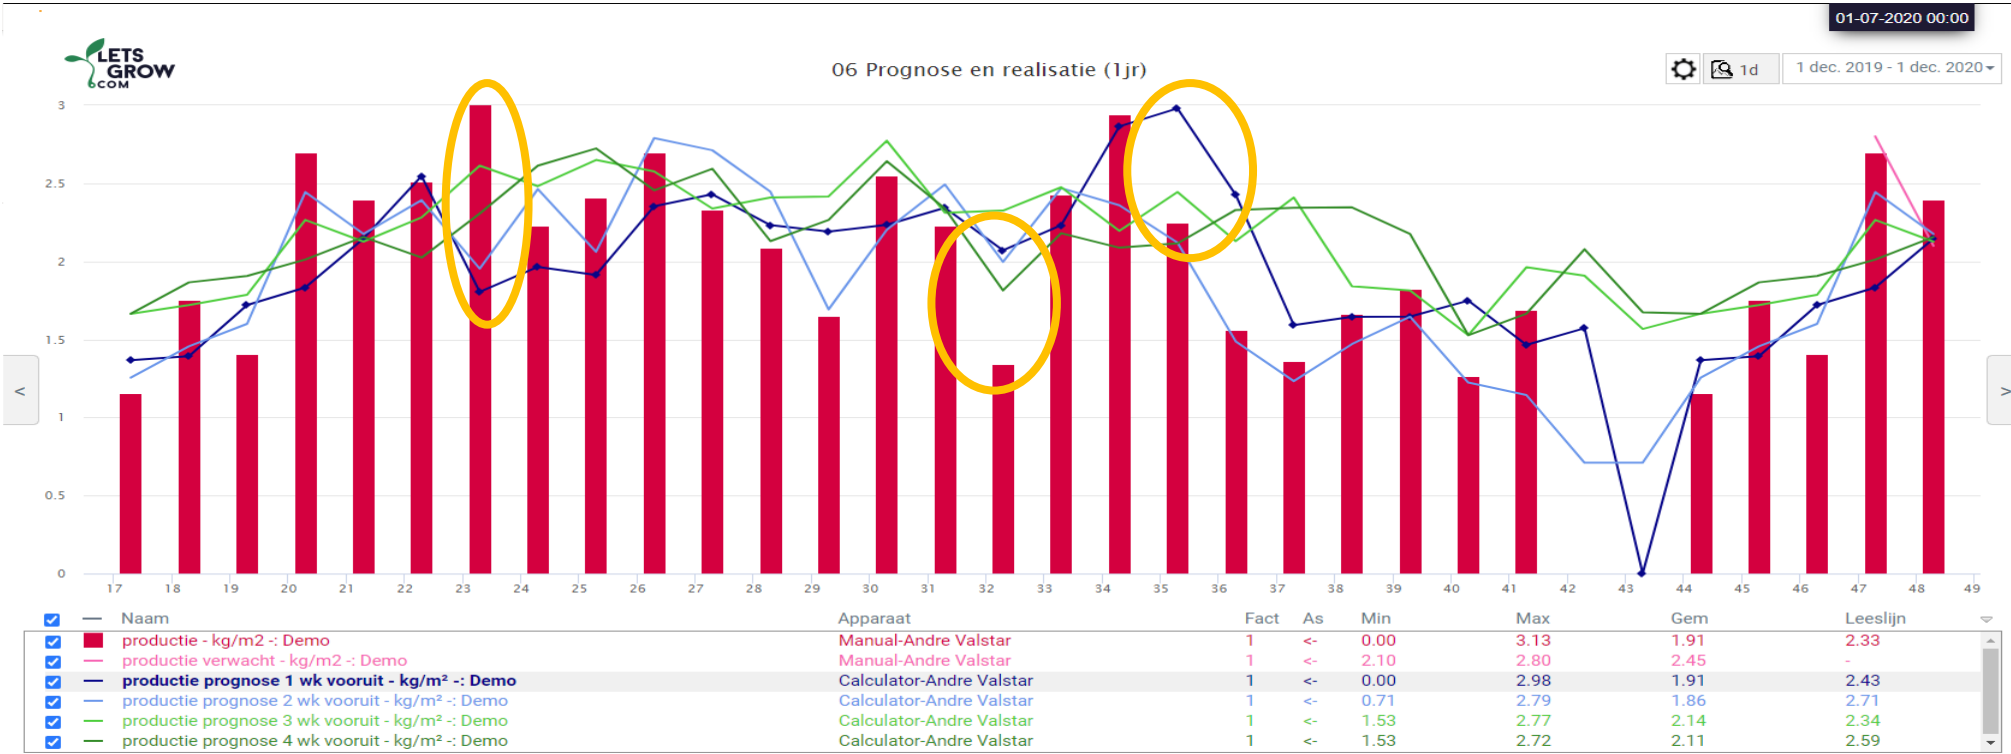 01-07-2020 00:00
LETS
GROW
.COM
06 Prognose en realisatie (1jr)
1d
1 dec. 2019 - 1 dec. 2020
3
2.5
2
1.5
1
0.5
0
<
>
17 18 19 20 21 22 23 24 25 26 27 28 29 30 31 32 33 34 35 36 37 38 39 40 41 42 43 44 45 46 47 48 49
Naam Apparaat Fact As Min Max Gem Leeslijn
productie - kg/m2 -: Demo Manual-Andre Valstar 1 <- 0.00 3.13 1.91 2.33
productie verwacht - kg/m2 -: Demo Manual-Andre Valstar 1 <- 2.10 2.80 2.45 -
productie prognose 1 wk vooruit - kg/m² -: Demo Calculator-Andre Valstar 1 <- 0.00 2.98 1.91 2.43
productie prognose 2 wk vooruit - kg/m² -: Demo Calculator-Andre Valstar 1 <- 0.71 2.79 1.86 2.71
productie prognose 3 wk vooruit - kg/m² -: Demo Calculator-Andre Valstar 1 <- 1.53 2.77 2.14 2.34
productie prognose 4 wk vooruit - kg/m² -: Demo Calculator-Andre Valstar 1 <- 1.53 2.72 2.11 2.59